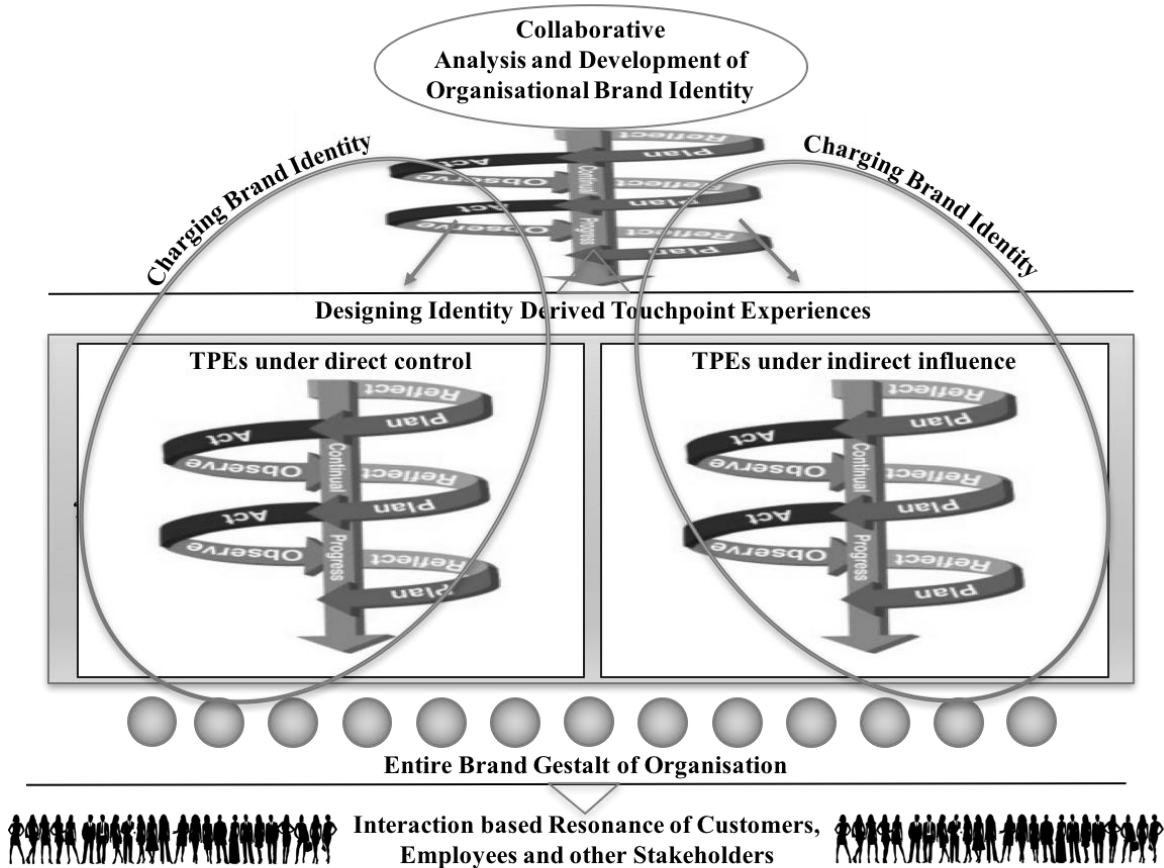 Collaborative
Analysis and Development of
Organisational Brand Identity
Charging Brand Identity
Charging Brand Identity
Reflect
Plan
Act
Observe
Continual
Reflect
Plan
Act
Observe
Progress
Reflect
Plan
Designing Identity Derived Touchpoint Experiences
TPEs under direct control
TPEs under indirect influence
Reflect
Plan
Act
Observe
Continual
Reflect
Plan
Act
Observe
Progress
Reflect
Plan
Reflect
Plan
Act
Observe
Continual
Reflect
Plan
Act
Observe
Progress
Reflect
Plan
Entire Brand Gestalt of Organisation
Interaction based Resonance of Customers,
Employees and other Stakeholders